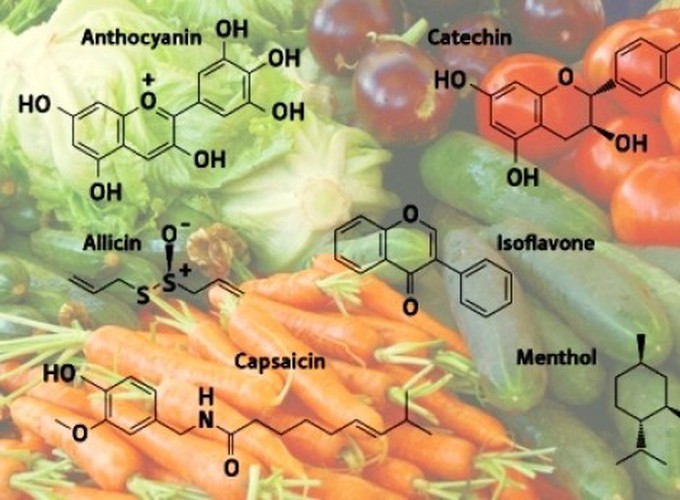 Anthocyanin
OH
OH
HO
+
O
OH
OH
OH
Catechin
HO
O
OH
OH
Allicin
O−
S
S+
Isoflavone
O
O
Capsaicin
HO
O
H
N
O
Menthol